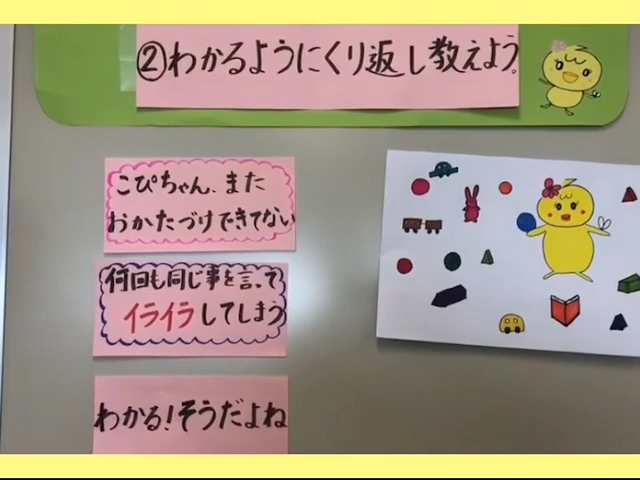 ②わかるようにくり返し教えよう。
こぴちゃん、また
おかたづけできてない
何回も同じ事を言って
イライラしてしまう
わかる!そうだよね